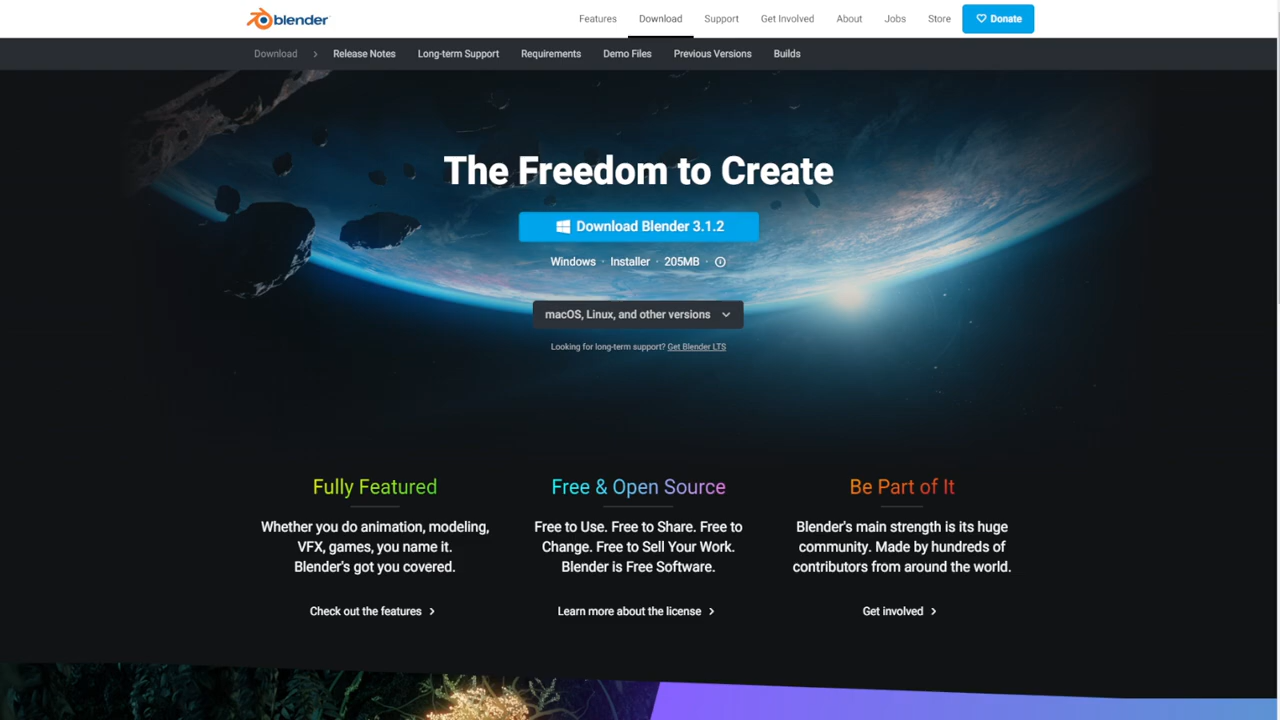 blender
Features Download Support Get Involved About Jobs Store Donate
Download Release Notes Long-term Support Requirements Demo Files Previous Versions Builds
The Freedom to Create
Download Blender 3.1.2
Windows · Installer · 205MB ·
macOS, Linux, and other versions
Looking for long-term support? Get Blender LTS
Fully Featured
Whether you do animation, modeling,
VFX, games, you name it.
Blender's got you covered.
Check out the features
Free & Open Source
Free to Use. Free to Share. Free to
Change. Free to Sell Your Work.
Blender is Free Software.
Learn more about the license
Be Part of It
Blender's main strength is its huge
community. Made by hundreds of
contributors from around the world.
Get involved